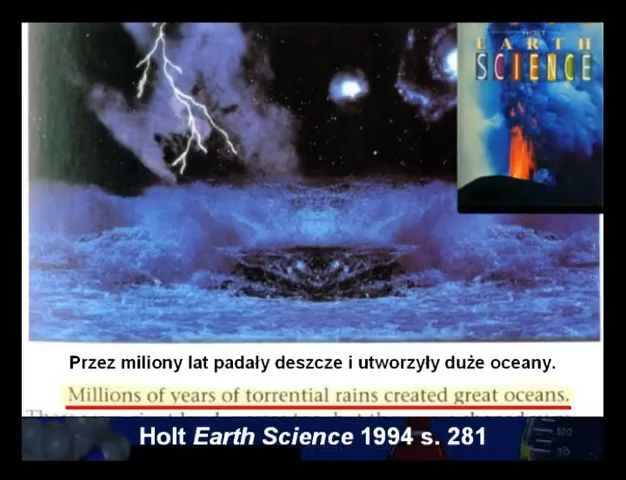 HOLT
EARTH
SCIENCE
Przez miliony lat padały deszcze i utworzyły duże oceany.
Millions of years of torrential rains created great oceans.
Holt Earth Science 1994 s. 281
100